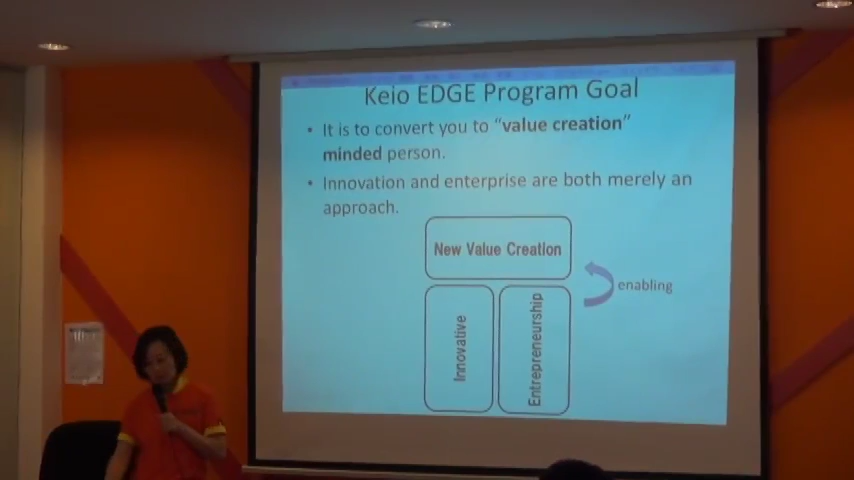 Keio EDGE Program Goal
• It is to convert you to "value creation"
minded person.
• Innovation and enterprise are both merely an
approach.
New Value Creation
enabling
Innovative
Entrepreneurship